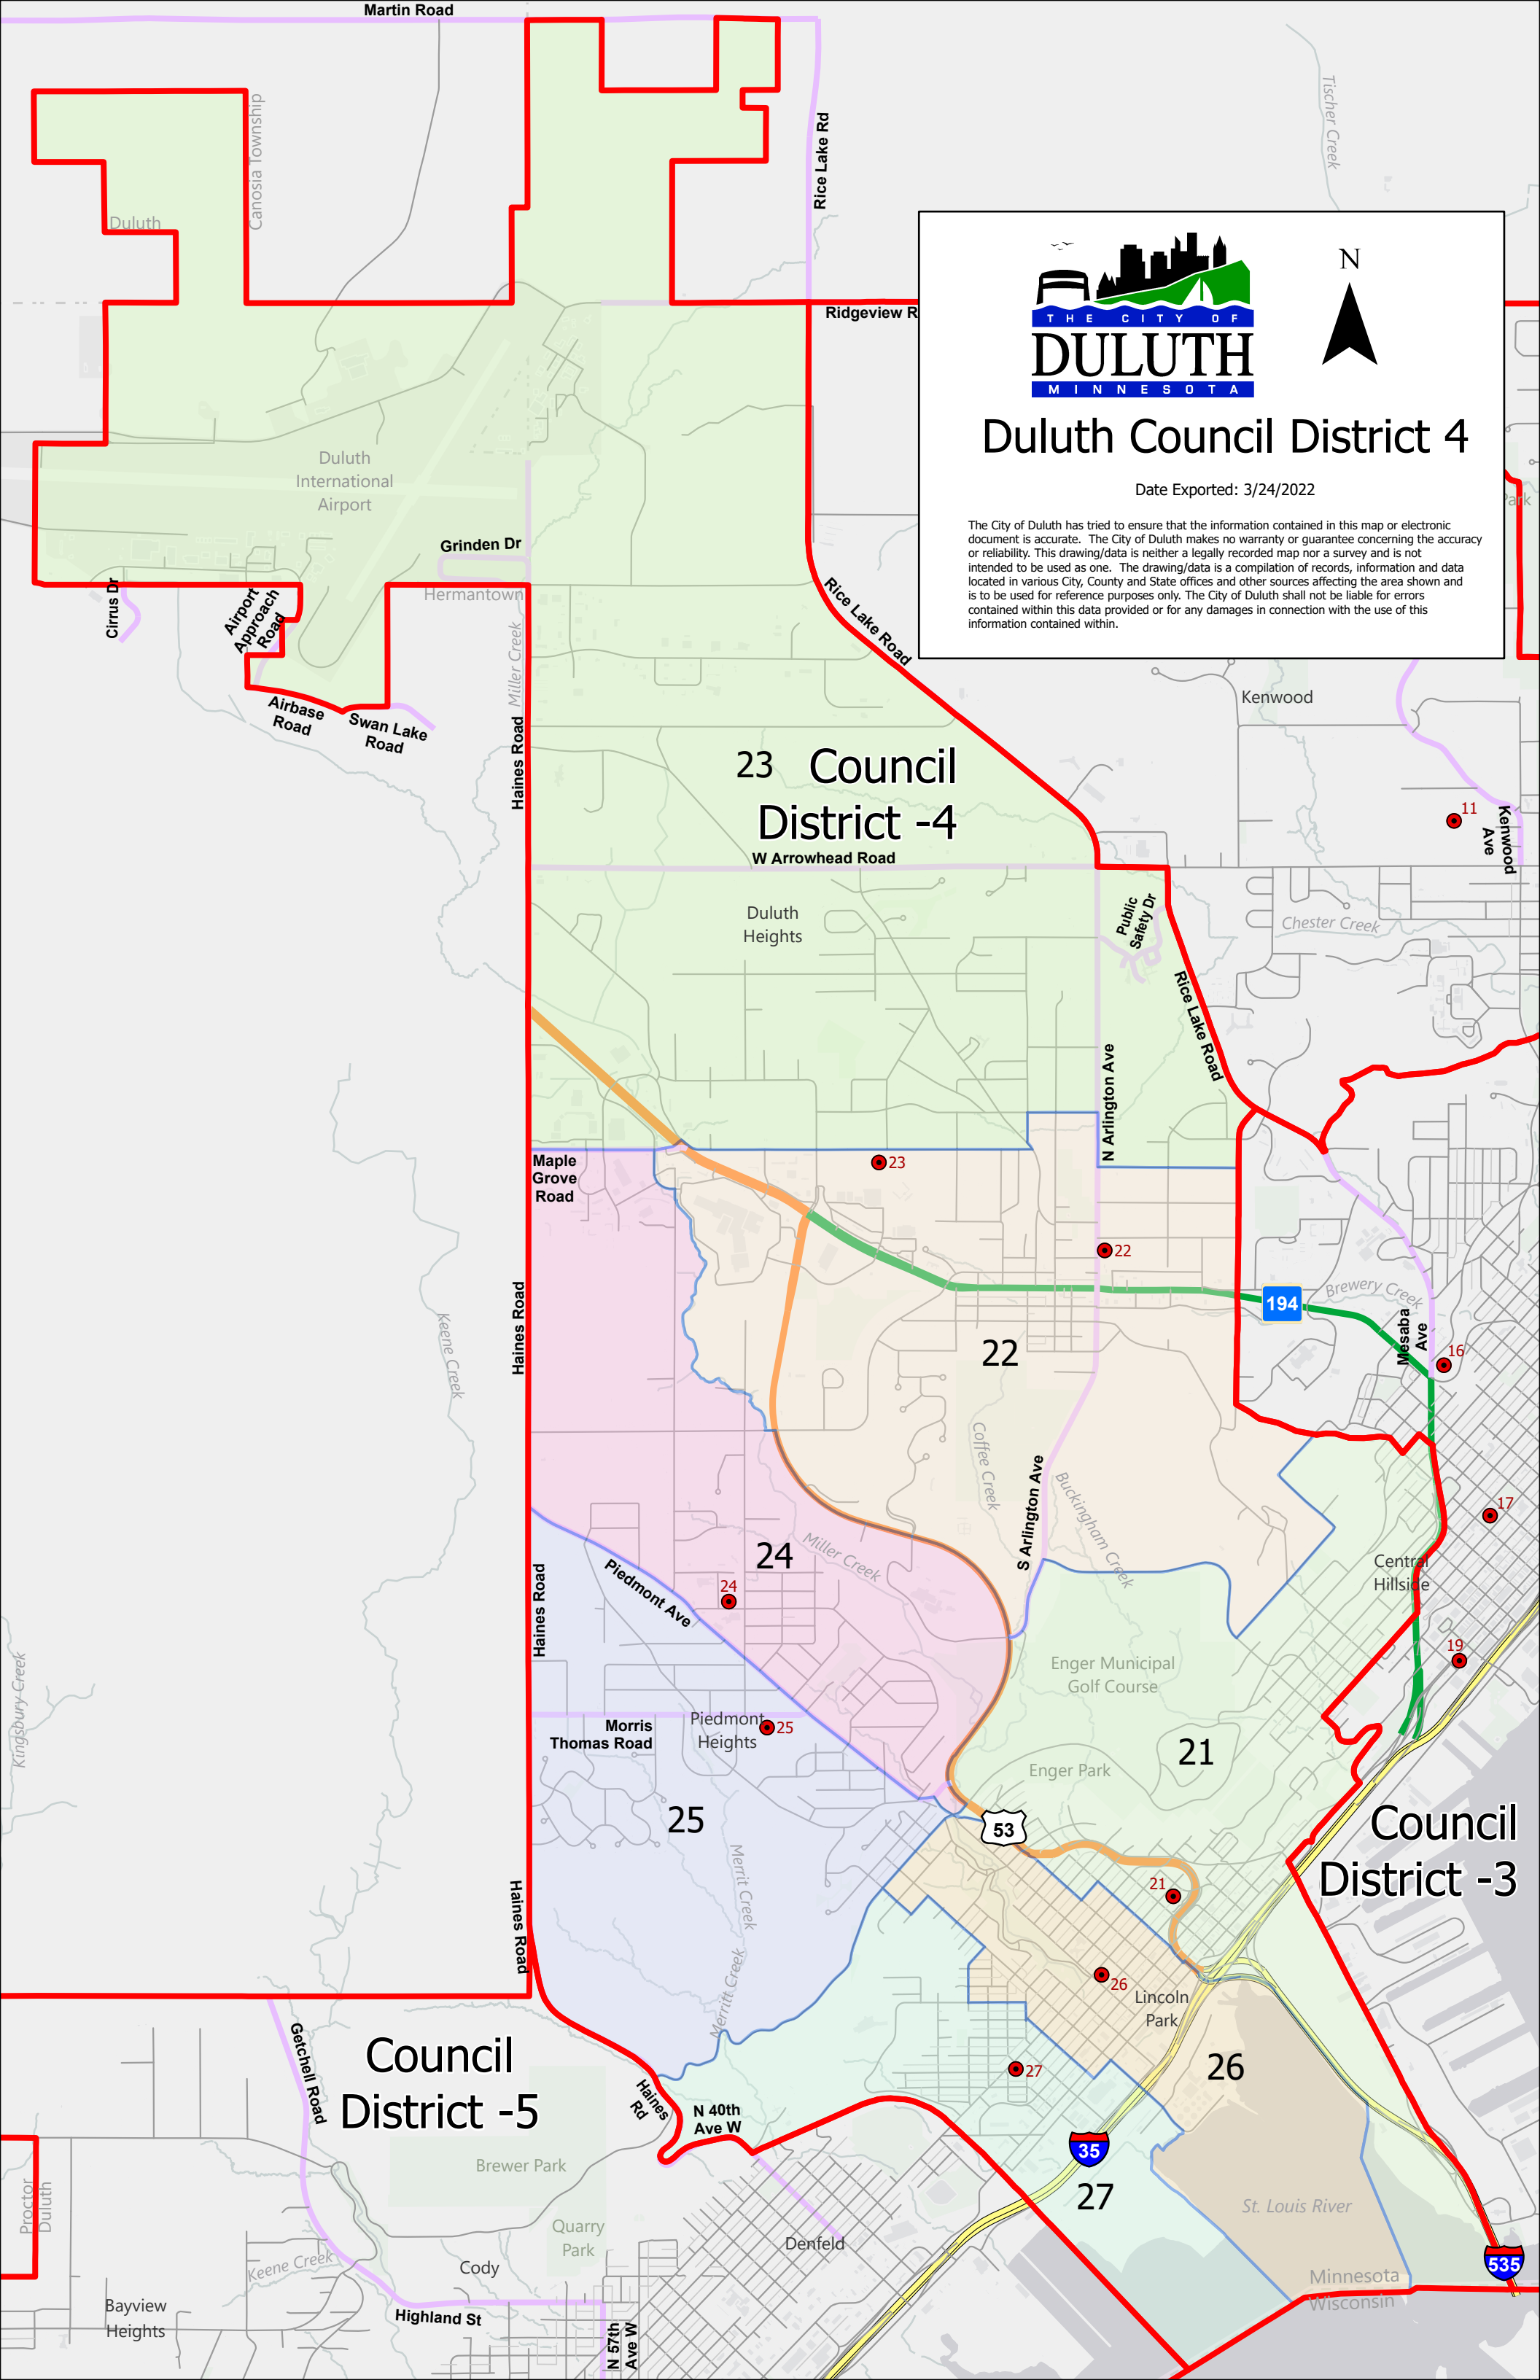 Martin Road
Canosia Township
Duluth
Rice Lake Rd
Tischer Creek
N
THE CITY OF
DULUTH
MINNESOTA
Duluth Council District 4
Date Exported: 3/24/2022
The City of Duluth has tried to ensure that the information contained in this map or electronic
document is accurate. The City of Duluth makes no warranty or guarantee concerning the accuracy
or reliability. This drawing/data is neither a legally recorded map nor a survey and is not
intended to be used as one. The drawing/data is a compilation of records, information and data
located in various City, County and State offices and other sources affecting the area shown and
is to be used for reference purposes only. The City of Duluth shall not be liable for errors
contained within this data provided or for any damages in connection with the use of this
information contained within.
Ridgeview R
Park
Duluth
International
Airport
Grinden Dr
Hermantown
Cirrus Dr
Airport
Approach
Road
Airbase
Road
Swan Lake
Road
Miller Creek
Haines Road
Rice Lake Road
Kenwood
23
Council
District -4
11
Kenwood
Ave
W Arrowhead Road
Duluth
Heights
Public
Safety Dr
Chester Creek
Rice Lake Road
N Arlington Ave
Maple
Grove
Road
23
22
Haines Road
Keene Creek
194
Brewery Creek
Mesaba
Ave
16
22
Coffee Creek
Buckingham Creek
S Arlington Ave
17
24
Miller Creek
Central
Hillside
Haines Road
Piedmont Ave
24
19
Kingsbury Creek
Enger Municipal
Golf Course
Morris
Thomas Road
Piedmont
Heights
25
21
Enger Park
25
53
Council
District -3
Merrit Creek
Haines Road
21
26
Lincoln
Park
Merritt Creek
Getchell Road
Council
District -5
27
26
Haines
Rd
N 40th
Ave W
35
Brewer Park
27
Proctor
Duluth
St. Louis River
Quarry
Park
Denfeld
Keene Creek
Cody
535
Minnesota
Wisconsin
Bayview
Heights
Highland St
N 57th
Ave W